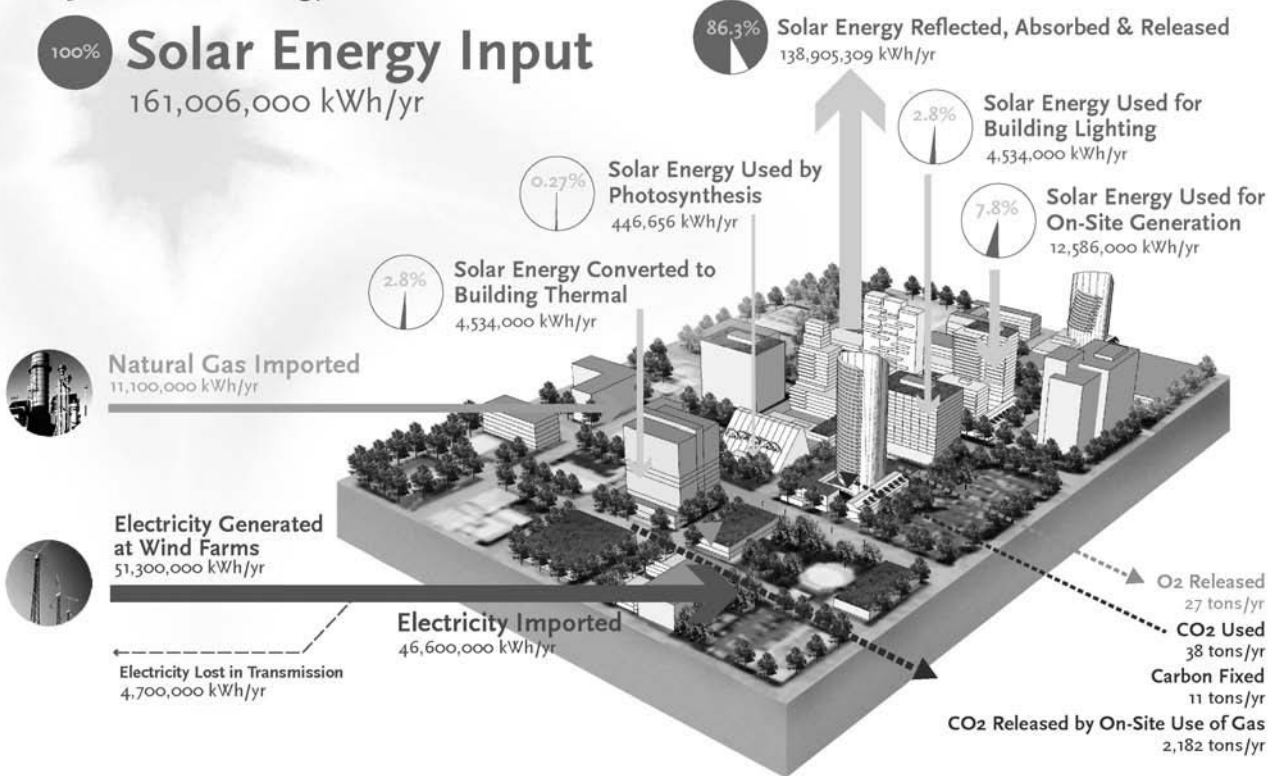 100%
Solar Energy Input
161,006,000 kWh/yr
86.3%
Solar Energy Reflected, Absorbed & Released
138,905,309 kWh/yr
2.8%
Solar Energy Used for
Building Lighting
4,534,000 kWh/yr
0.27%
Solar Energy Used by
Photosynthesis
446,656 kWh/yr
7.8%
Solar Energy Used for
On-Site Generation
12,586,000 kWh/yr
2.8%
Solar Energy Converted to
Building Thermal
4,534,000 kWh/yr
Natural Gas Imported
11,100,000 kWh/yr
Electricity Generated
at Wind Farms
51,300,000 kWh/yr
Electricity Imported
46,600,000 kWh/yr
Electricity Lost in Transmission
4,700,000 kWh/yr
O2 Released
27 tons/yr
CO2 Used
38 tons/yr
Carbon Fixed
11 tons/yr
CO2 Released by On-Site Use of Gas
2,182 tons/yr